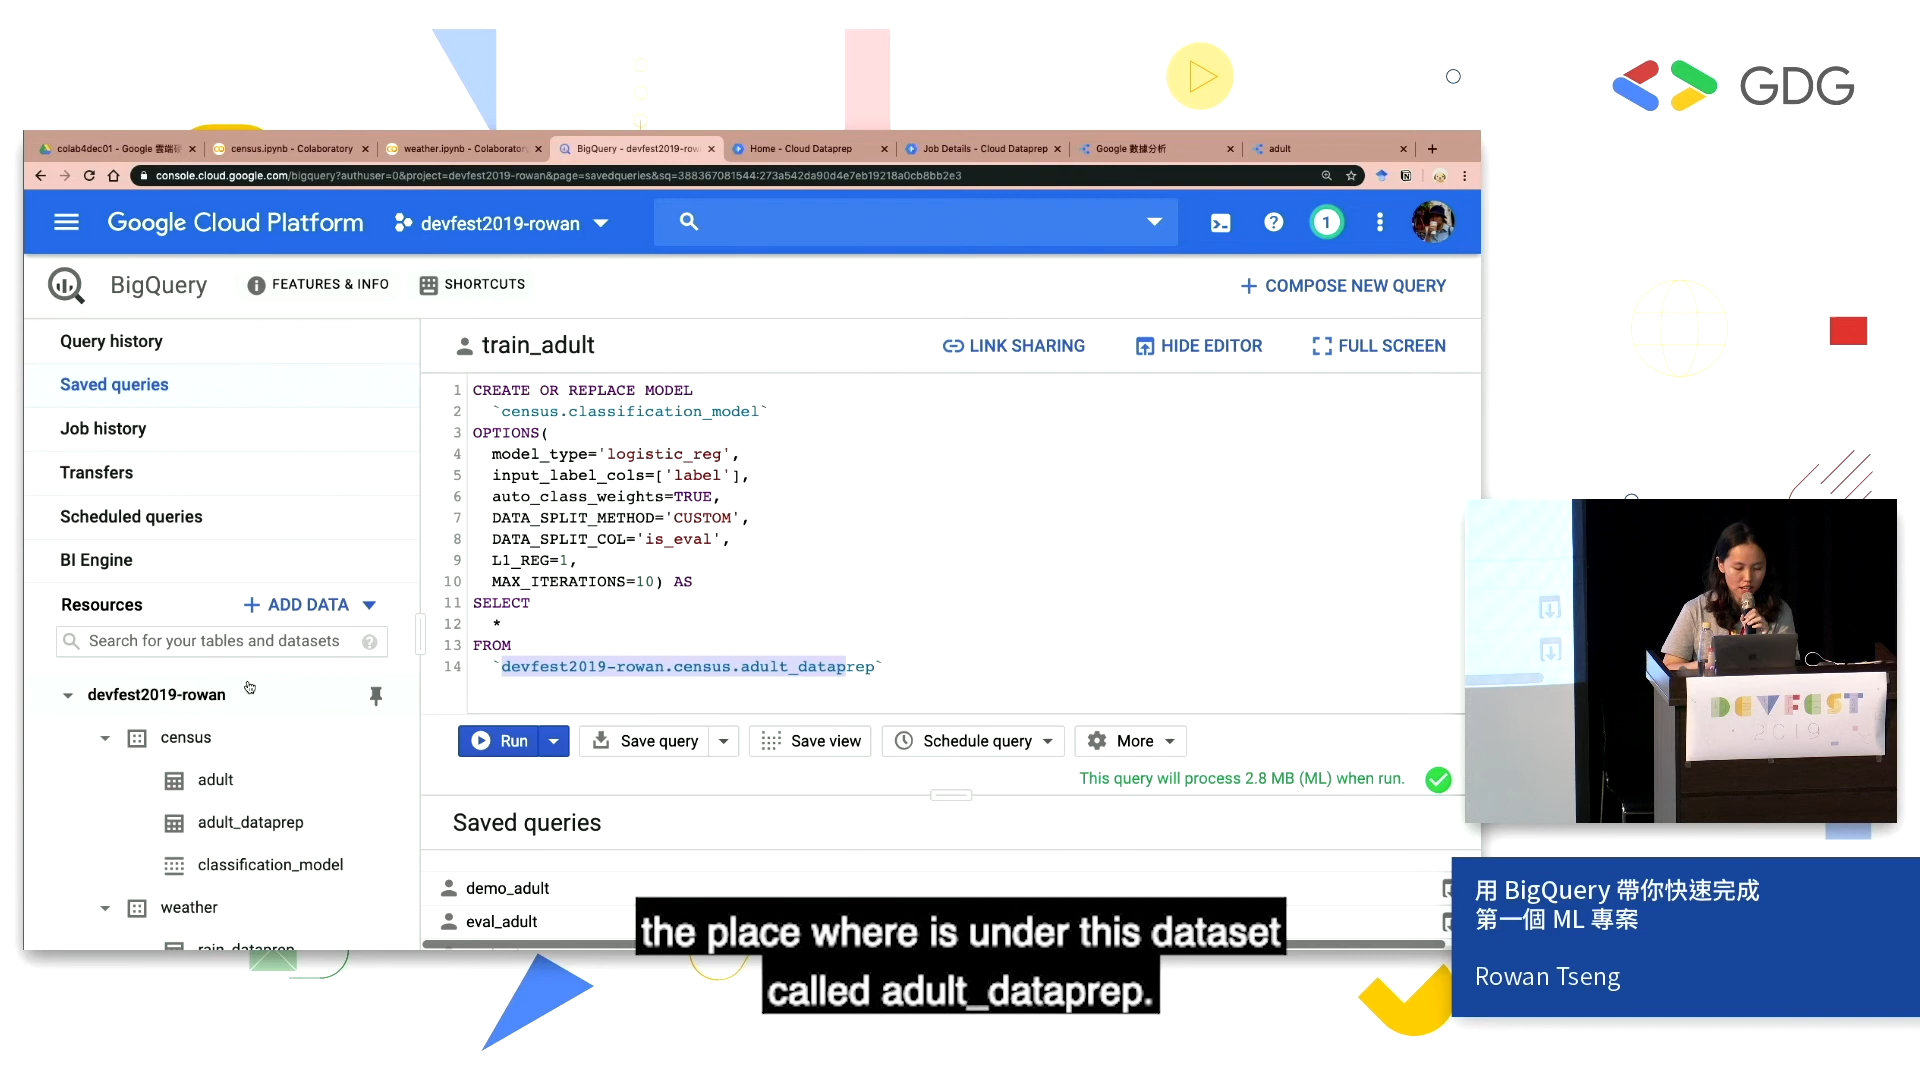 GDG
colab4dec01 - Google 雲端硬
census.ipynb - Colaboratory
weather.ipynb - Colaborator
BigQuery - devfest2019-row
Home - Cloud Dataprep
Job Details - Cloud Dataprep
Google 數據分析
adult
console.cloud.google.com/bigquery?authuser=0&project=devfest2019-rowan&page=savedqueries&sq=388367081544:273a542da90d4e7eb19218a0cb8bb2e3
Google Cloud Platform
devfest2019-rowan
1
BigQuery
FEATURES & INFO
SHORTCUTS
+ COMPOSE NEW QUERY
Query history
Saved queries
Job history
Transfers
Scheduled queries
BI Engine
Resources
+ ADD DATA
Search for your tables and datasets
devfest2019-rowan
census
adult
adult_dataprep
classification_model
weather
rain_dataprep
train_adult
LINK SHARING
HIDE EDITOR
FULL SCREEN
1 CREATE OR REPLACE MODEL
2 `census.classification_model`
3 OPTIONS(
4 model_type='logistic_reg',
5 input_label_cols=['label'],
6 auto_class_weights=TRUE,
7 DATA_SPLIT_METHOD='CUSTOM',
8 DATA_SPLIT_COL='is_eval',
9 L1_REG=1,
10 MAX_ITERATIONS=10) AS
11 SELECT
12 *
13 FROM
14 `devfest2019-rowan.census.adult_dataprep`
Run
Save query
Save view
Schedule query
More
This query will process 2.8 MB (ML) when run.
Saved queries
demo_adult
eval_adult
the place where is under this dataset
called adult_dataprep.
DEVFEST
2019
用 BigQuery 帶你快速完成
第一個 ML 專案
Rowan Tseng